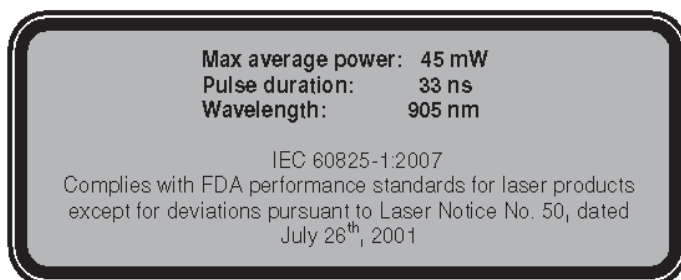 Max average power: 45 mW
Pulse duration: 33 ns
Wavelength: 905 nm
IEC 60825-1:2007
Complies with FDA performance standards for laser products
except for deviations pursuant to Laser Notice No. 50, dated
July 26th, 2001